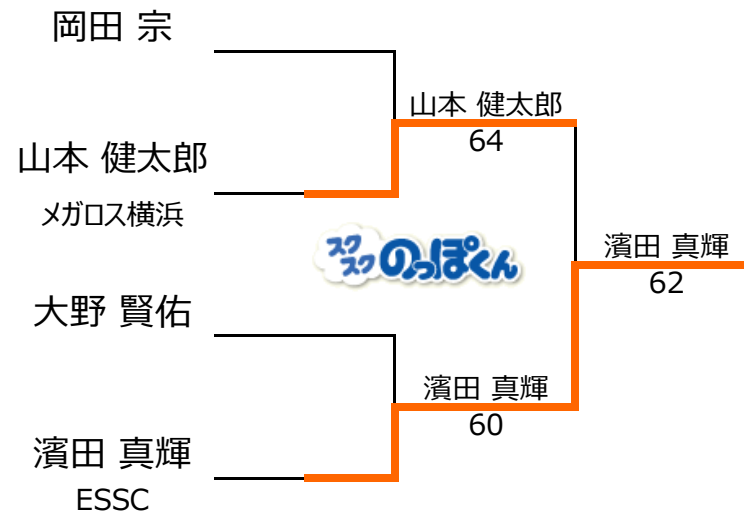 岡田 宗
山本 健太郎
メガロス横浜
大野 賢佑
濱田 真輝
ESSC
山本 健太郎
64
スク
スク のっぽくん
濱田 真輝
60
濱田 真輝
62